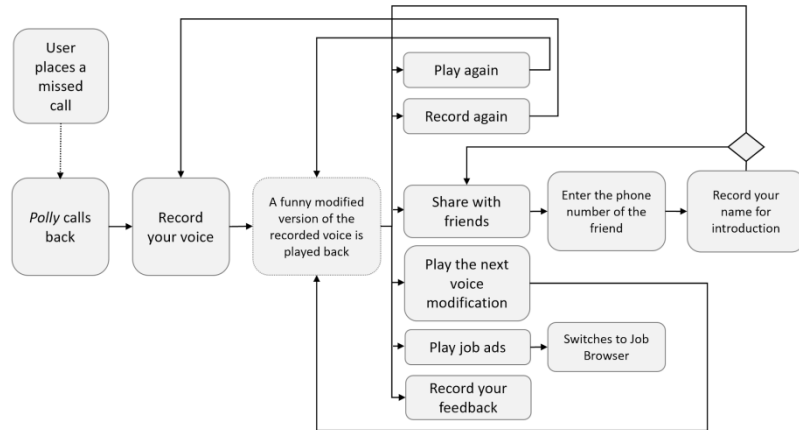 User
places a
missed
call
Polly calls
back
Record
your voice
A funny modified
version of the
recorded voice is
played back
Play again
Record again
Share with
friends
Enter the phone
number of the
friend
Record your
name for
introduction
Play the next
voice
modification
Play job ads
Switches to Job
Browser
Record your
feedback